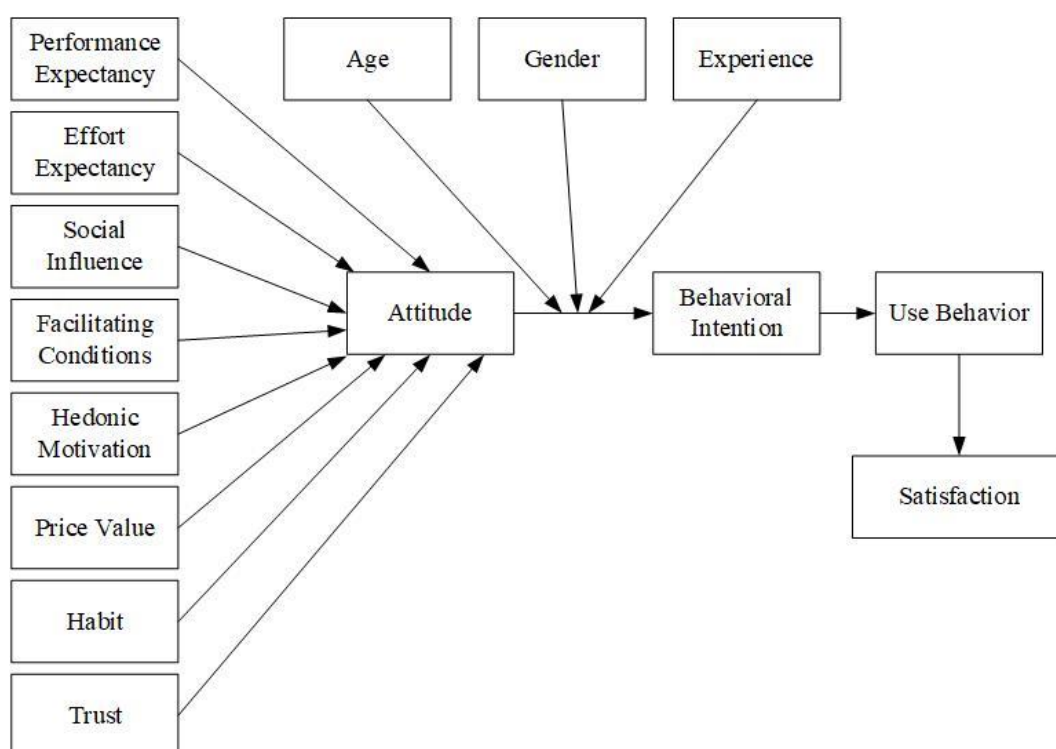 Performance
Expectancy
Age
Gender
Experience
Effort
Expectancy
Social
Influence
Attitude
Behavioral
Intention
Use Behavior
Facilitating
Conditions
Hedonic
Motivation
Satisfaction
Price Value
Habit
Trust